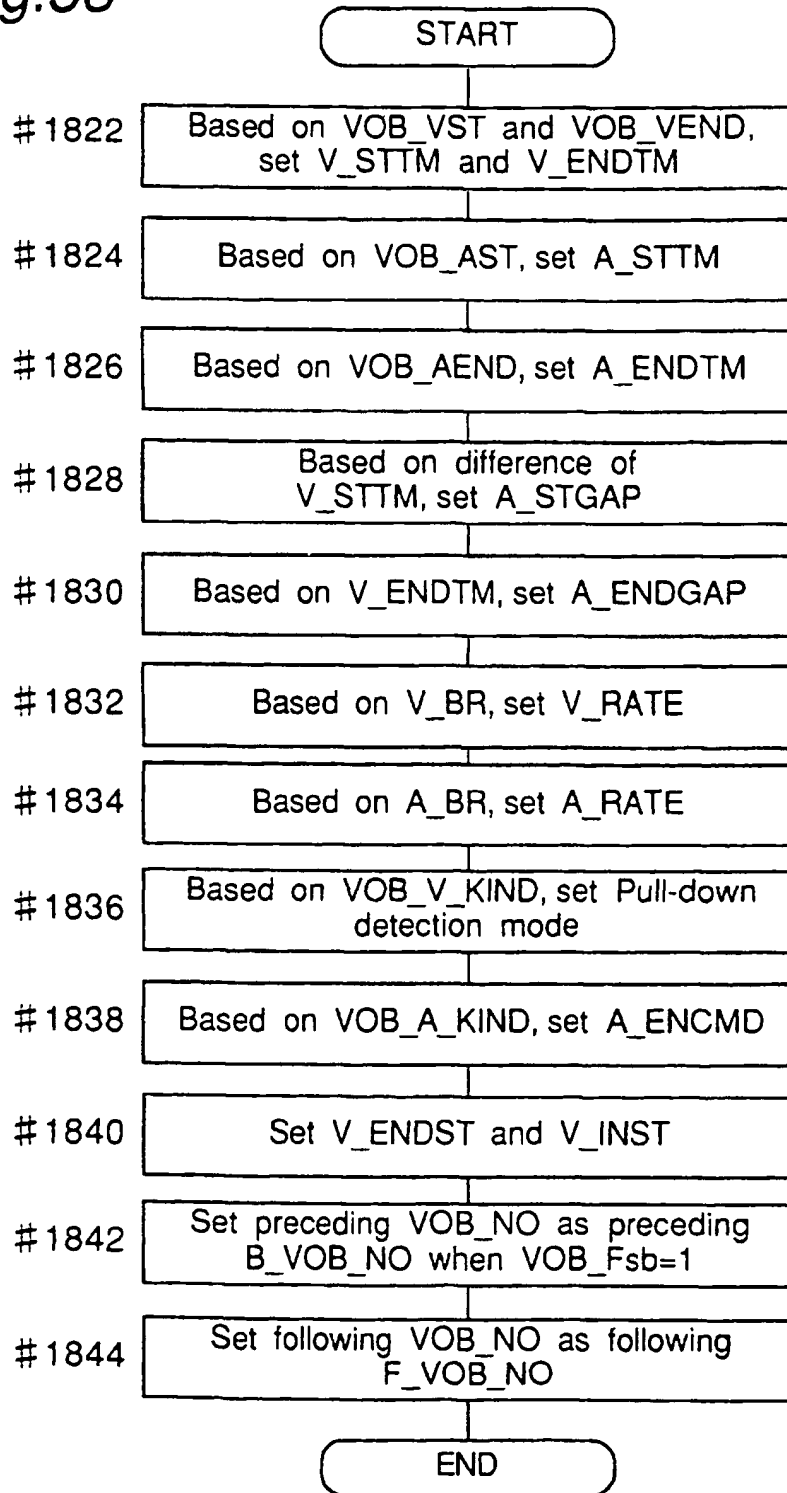 START
#1822 Based on VOB_VST and VOB_VEND,
set V_STTM and V_ENDTM
#1824 Based on VOB_AST, set A_STTM
#1826 Based on VOB_AEND, set A_ENDTM
#1828 Based on difference of
V_STTM, set A_STGAP
#1830 Based on V_ENDTM, set A_ENDGAP
#1832 Based on V_BR, set V_RATE
#1834 Based on A_BR, set A_RATE
#1836 Based on VOB_V_KIND, set Pull-down
detection mode
#1838 Based on VOB_A_KIND, set A_ENCMD
#1840 Set V_ENDST and V_INST
#1842 Set preceding VOB_NO as preceding
B_VOB_NO when VOB_Fsb=1
#1844 Set following VOB_NO as following
F_VOB_NO
END